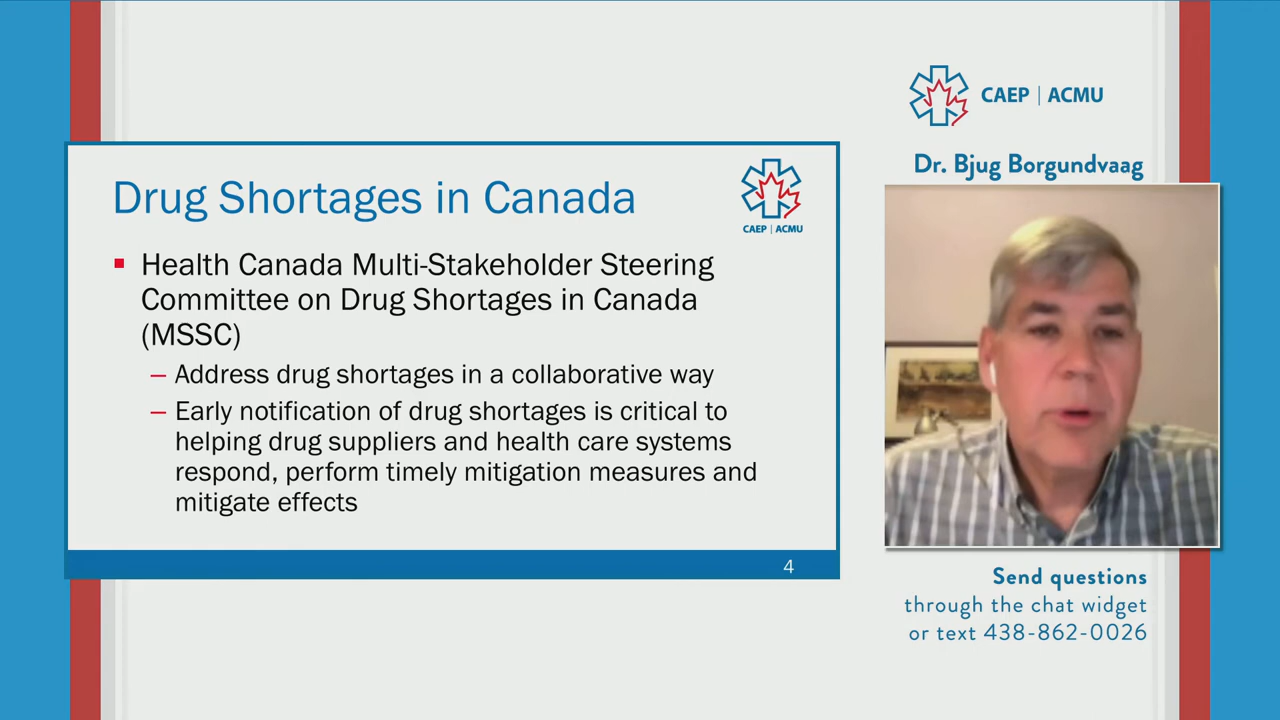 CAEP | ACMU
Dr. Bjug Borgundvaag
Drug Shortages in Canada
CAEP | ACMU
▪ Health Canada Multi-Stakeholder Steering
Committee on Drug Shortages in Canada
(MSSC)
– Address drug shortages in a collaborative way
– Early notification of drug shortages is critical to
helping drug suppliers and health care systems
respond, perform timely mitigation measures and
mitigate effects
4
Send questions
through the chat widget
or text 438-862-0026